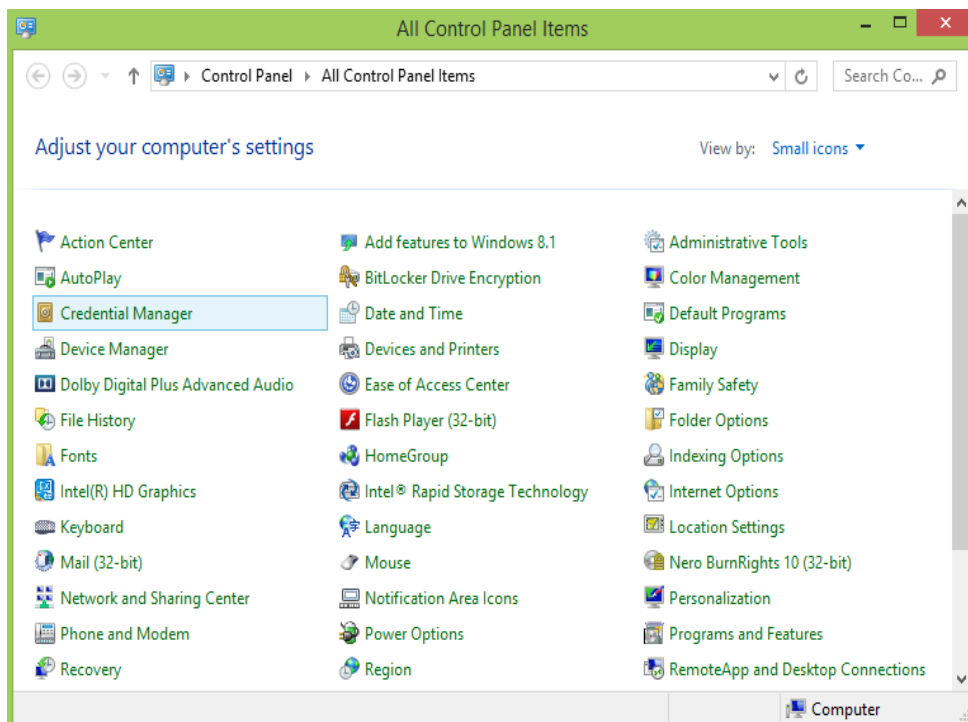 All Control Panel Items
Control Panel All Control Panel Items Search Co...
Adjust your computer's settings View by: Small icons
Action Center Add features to Windows 8.1 Administrative Tools
AutoPlay BitLocker Drive Encryption Color Management
Credential Manager Date and Time Default Programs
Device Manager Devices and Printers Display
Dolby Digital Plus Advanced Audio Ease of Access Center Family Safety
File History Flash Player (32-bit) Folder Options
Fonts HomeGroup Indexing Options
Intel(R) HD Graphics Intel® Rapid Storage Technology Internet Options
Keyboard Language Location Settings
Mail (32-bit) Mouse Nero BurnRights 10 (32-bit)
Network and Sharing Center Notification Area Icons Personalization
Phone and Modem Power Options Programs and Features
Recovery Region RemoteApp and Desktop Connections
Computer